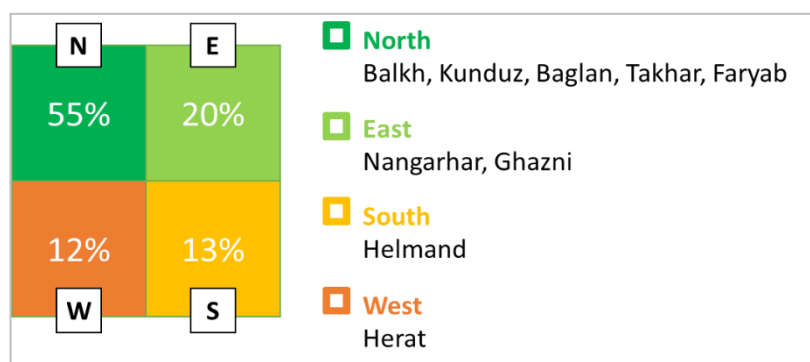 N E
55% 20%
12% 13%
W S
North
Balkh, Kunduz, Baglan, Takhar, Faryab
East
Nangarhar, Ghazni
South
Helmand
West
Herat